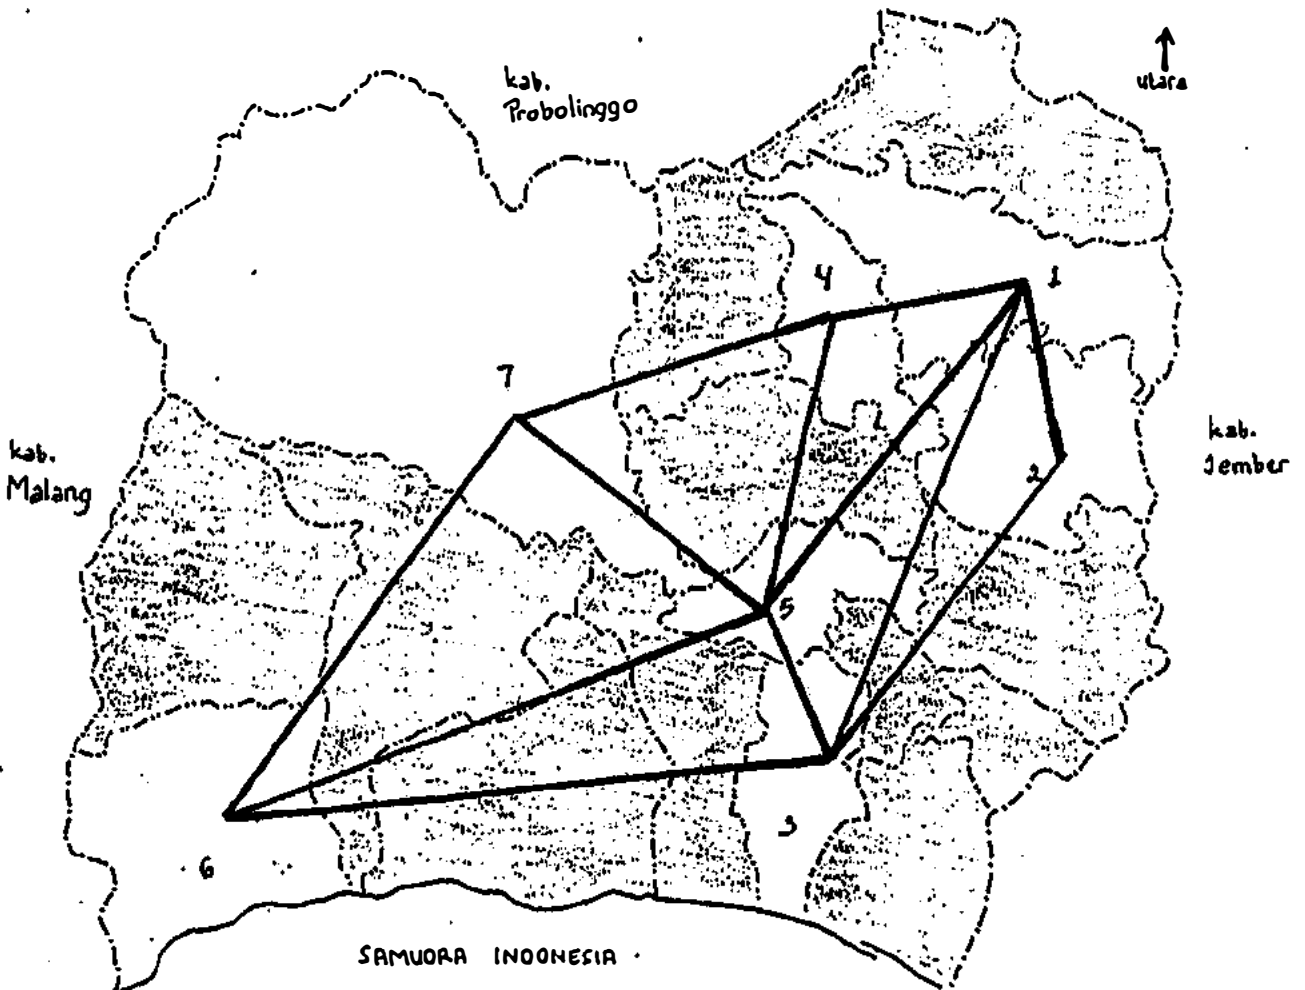 utara
kab.
Probolinggo
4
1
7
kab.
Malang
kab.
Jember
2
5
3
6
SAMUDRA INDONESIA